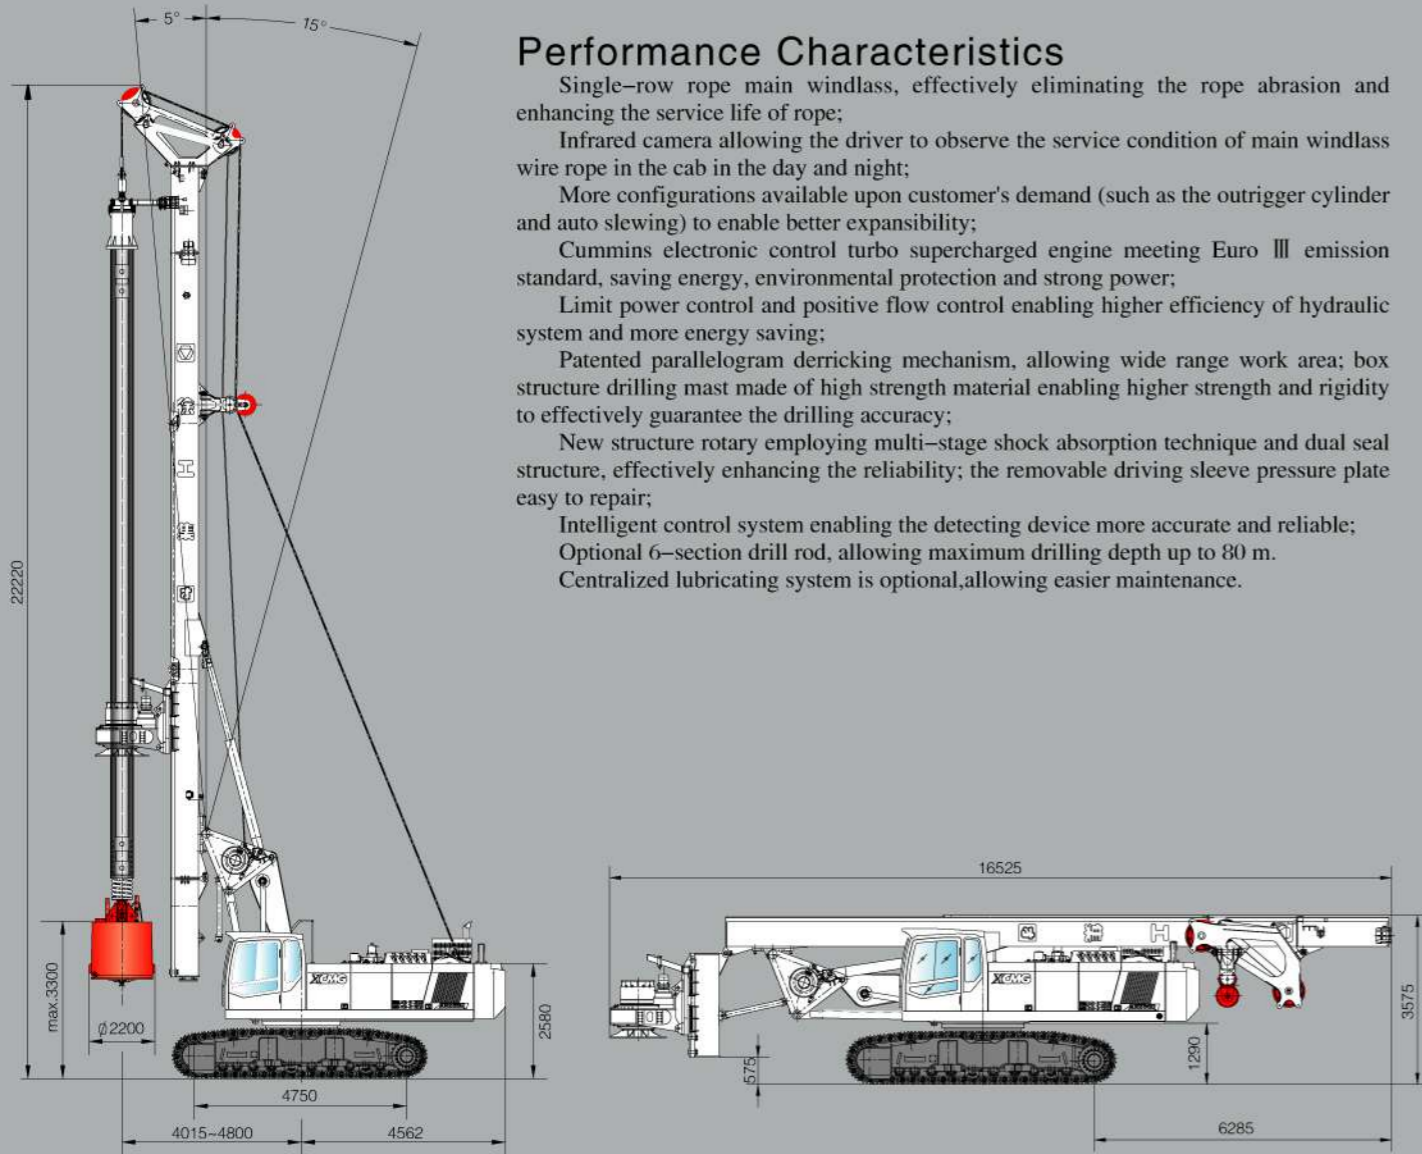 Performance Characteristics
Single-row rope main windlass, effectively eliminating the rope abrasion and
enhancing the service life of rope;
Infrared camera allowing the driver to observe the service condition of main windlass
wire rope in the cab in the day and night;
More configurations available upon customer's demand (such as the outrigger cylinder
and auto slewing) to enable better expansibility;
Cummins electronic control turbo supercharged engine meeting Euro Ⅲ emission
standard, saving energy, environmental protection and strong power;
Limit power control and positive flow control enabling higher efficiency of hydraulic
system and more energy saving;
Patented parallelogram derricking mechanism, allowing wide range work area; box
structure drilling mast made of high strength material enabling higher strength and rigidity
to effectively guarantee the drilling accuracy;
New structure rotary employing multi-stage shock absorption technique and dual seal
structure, effectively enhancing the reliability; the removable driving sleeve pressure plate
easy to repair;
Intelligent control system enabling the detecting device more accurate and reliable;
Optional 6-section drill rod, allowing maximum drilling depth up to 80 m.
Centralized lubricating system is optional,allowing easier maintenance.
5°
15°
22220
max.3300
Ø2200
XCMG
2580
4750
4015~4800
4562
16525
XCMG
3575
575
1290
6285